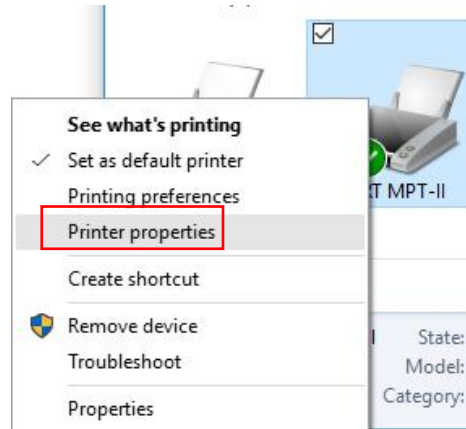 See what's printing
Set as default printer
Printing preferences
Printer properties
Create shortcut
Remove device
Troubleshoot
Properties
MPT-II
State:
Model:
Category: